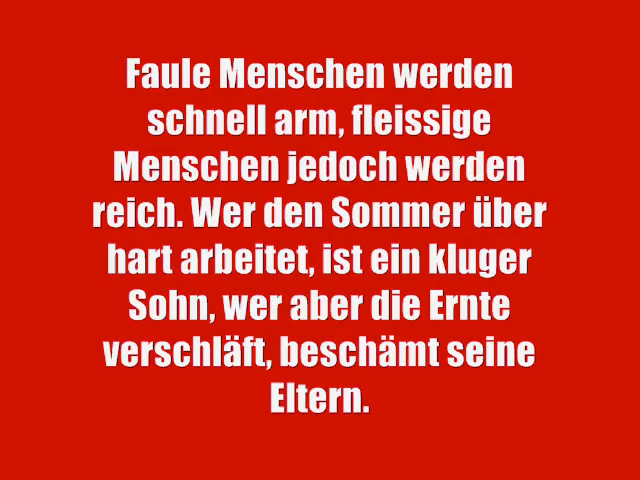 Faule Menschen werden
schnell arm, fleissige
Menschen jedoch werden
reich. Wer den Sommer über
hart arbeitet, ist ein kluger
Sohn, wer aber die Ernte
verschläft, beschämt seine
Eltern.